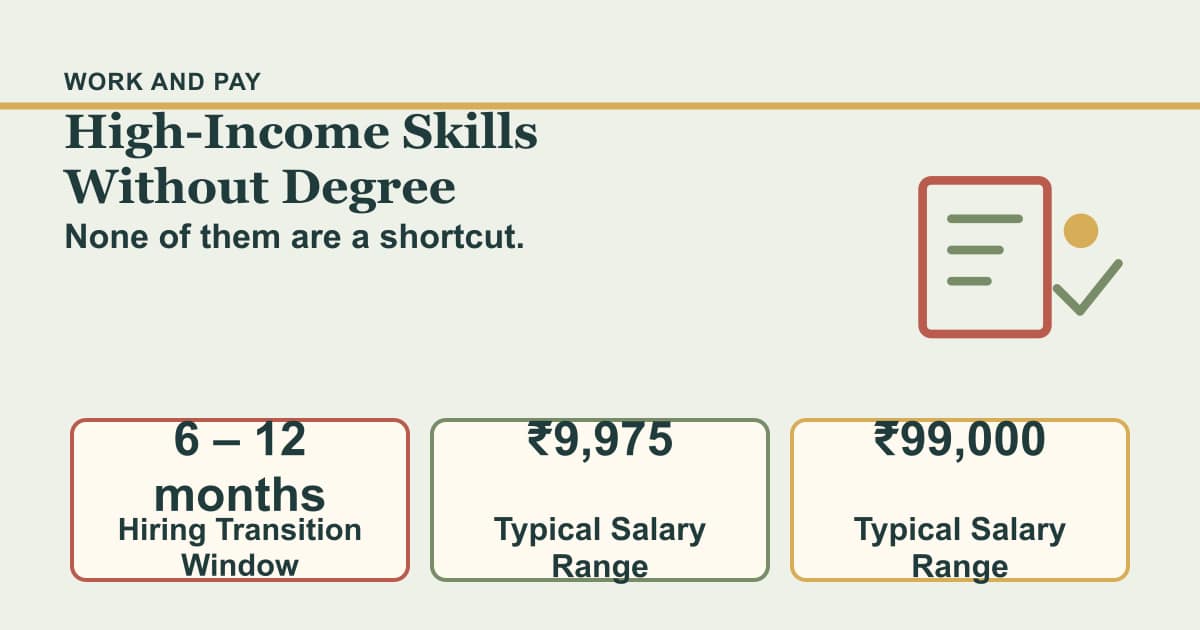 WORK AND PAY
High-Income Skills
Without Degree
None of them are a shortcut.
6 – 12
months
Hiring Transition
Window
₹9,975
Typical Salary
Range
₹99,000
Typical Salary
Range